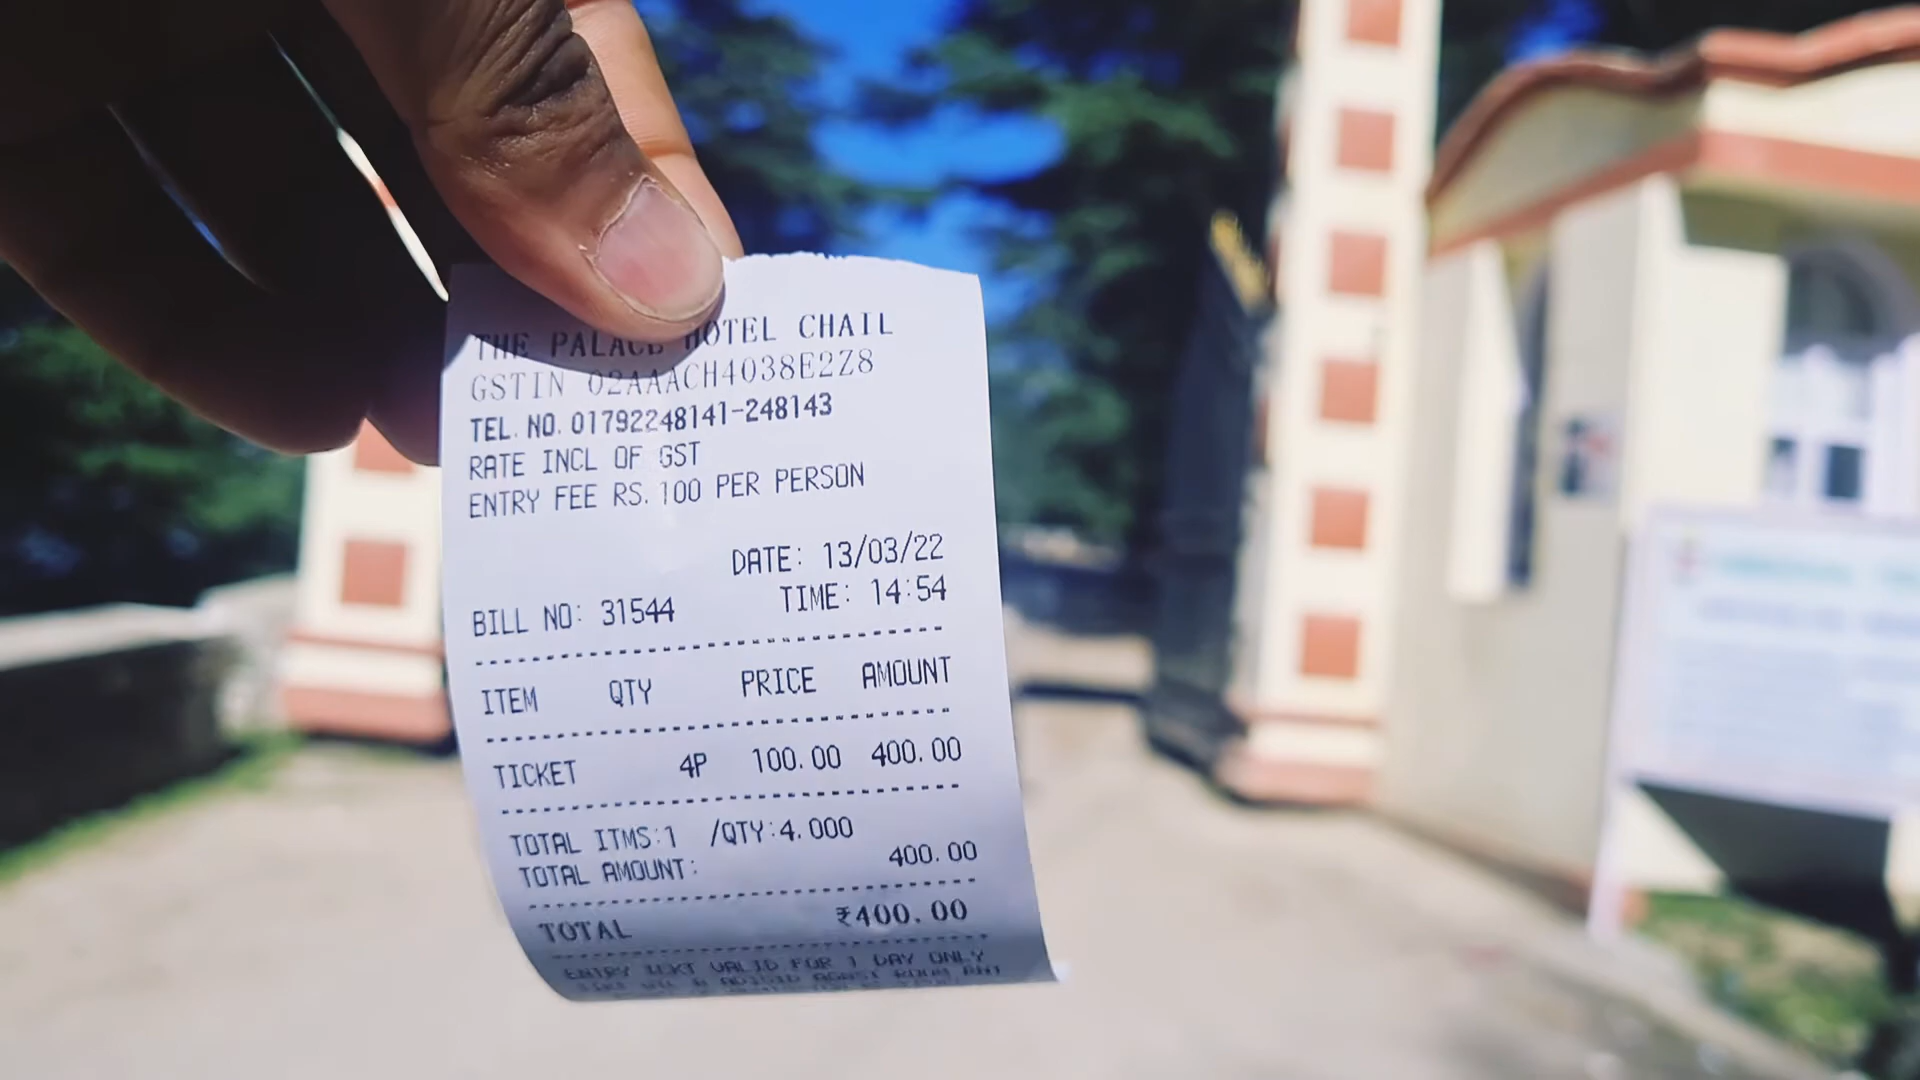 THE PALACE HOTEL CHAIL
GSTIN 02AAACH4038E2Z8
TEL. NO. 01792248141-248143
RATE INCL OF GST
ENTRY FEE RS. 100 PER PERSON
DATE: 13/03/22
BILL NO: 31544 TIME: 14:54
ITEM QTY PRICE AMOUNT
TICKET 4P 100.00 400.00
TOTAL ITMS:1 /QTY:4.000
TOTAL AMOUNT: 400.00
TOTAL ₹400.00
ENTRY TCKT VALID FOR 1 DAY ONLY